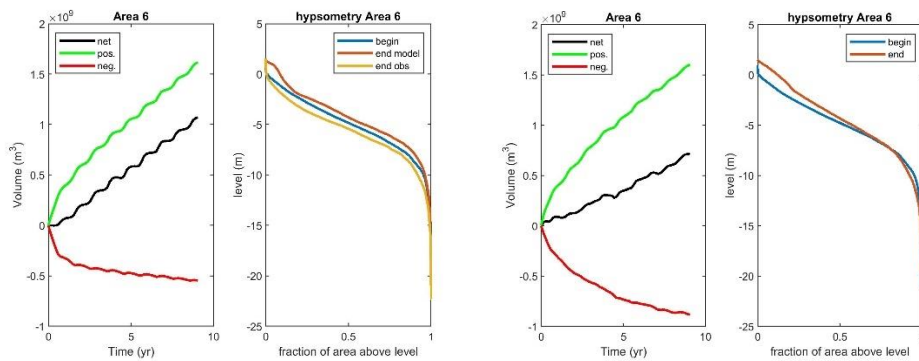 Area 6
×10⁹
net
pos.
neg.
2
1.5
1
0.5
0
-0.5
-1
Volume (m³)
0
5
10
Time (yr)
hypsometry Area 6
begin
end model
end obs
5
0
-5
-10
-15
-20
-25
level (m)
0
0.5
1
fraction of area above level
Area 6
×10⁹
net
pos.
neg.
2
1.5
1
0.5
0
-0.5
-1
Volume (m³)
0
5
10
Time (yr)
hypsometry Area 6
begin
end
5
0
-5
-10
-15
-20
-25
level (m)
0
0.5
fraction of area above level